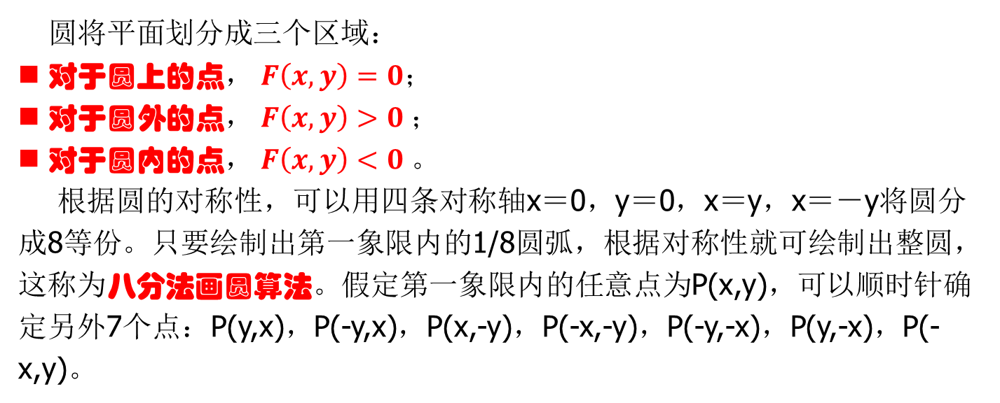 圆将平面划分成三个区域：
■ 对于圆上的点， F(x, y) = 0；
■ 对于圆外的点， F(x, y) > 0 ；
■ 对于圆内的点， F(x, y) < 0 。
根据圆的对称性，可以用四条对称轴x＝0，y＝0，x＝y，x＝－y将圆分
成8等份。只要绘制出第一象限内的1/8圆弧，根据对称性就可绘制出整圆，
这称为八分法画圆算法。假定第一象限内的任意点为P(x,y)，可以顺时针确
定另外7个点：P(y,x)，P(-y,x)，P(x,-y)，P(-x,-y)，P(-y,-x)，P(y,-x)，P(-
x,y)。